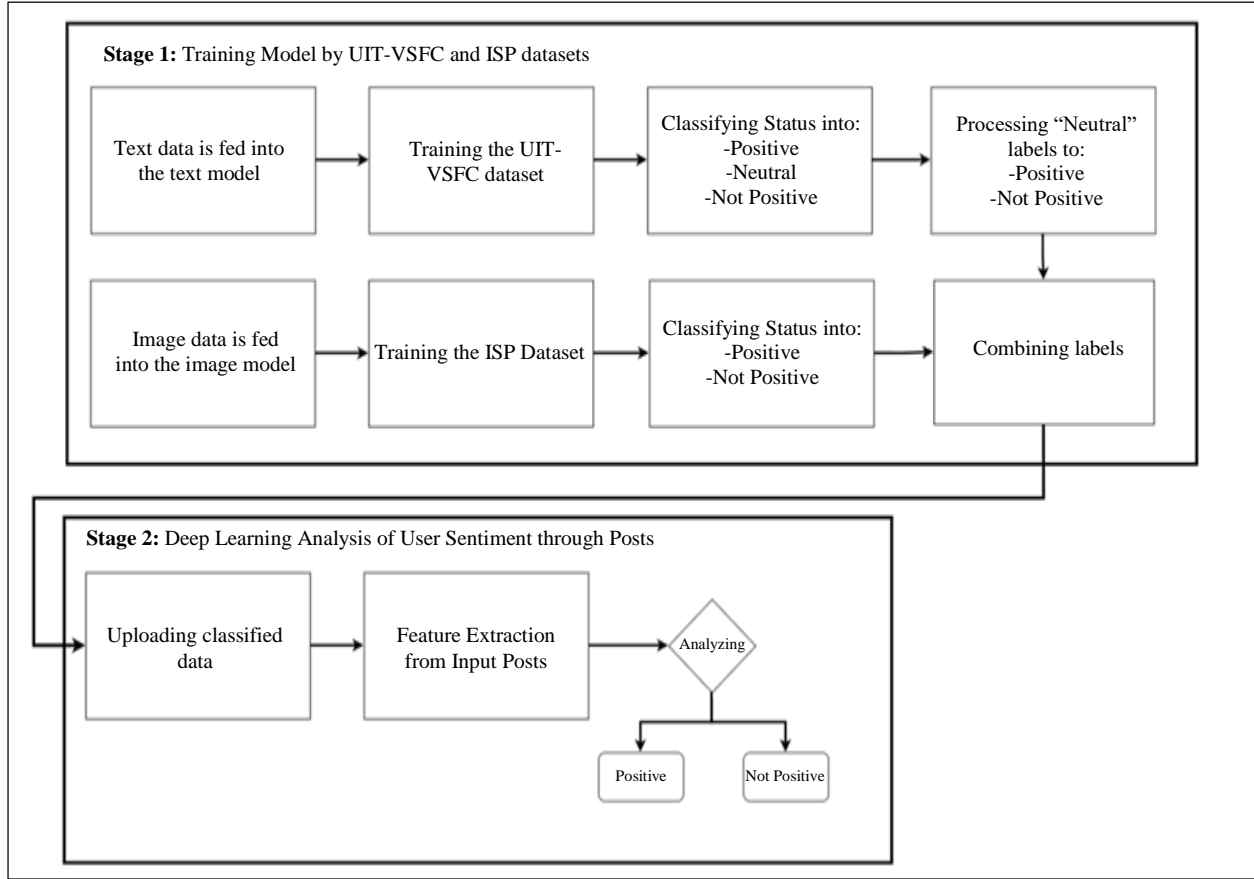 Stage 1: Training Model by UIT-VSFC and ISP datasets
Text data is fed into
the text model
Training the UIT-
VSFC dataset
Classifying Status into:
-Positive
-Neutral
-Not Positive
Processing “Neutral”
labels to:
-Positive
-Not Positive
Image data is fed
into the image model
Training the ISP Dataset
Classifying Status into:
-Positive
-Not Positive
Combining labels
Stage 2: Deep Learning Analysis of User Sentiment through Posts
Uploading classified
data
Feature Extraction
from Input Posts
Analyzing
Positive
Not Positive